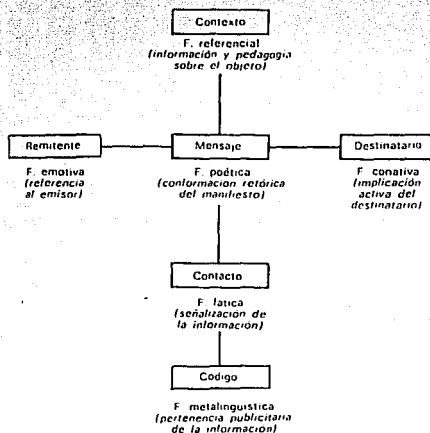 Contexto
F. referencial
(información y pedagogía
sobre el objeto)
Remitente
Mensaje
Destinatario
F. emotiva
(referencia
al emisor)
F. poética
(conformación retórica
del manifiesto)
F. conativa
(implicación
activa del
destinatario)
Contacto
F. fática
(señalización de
la información)
Código
F. metalinguística
(pertenencia publicitaria
de la información)